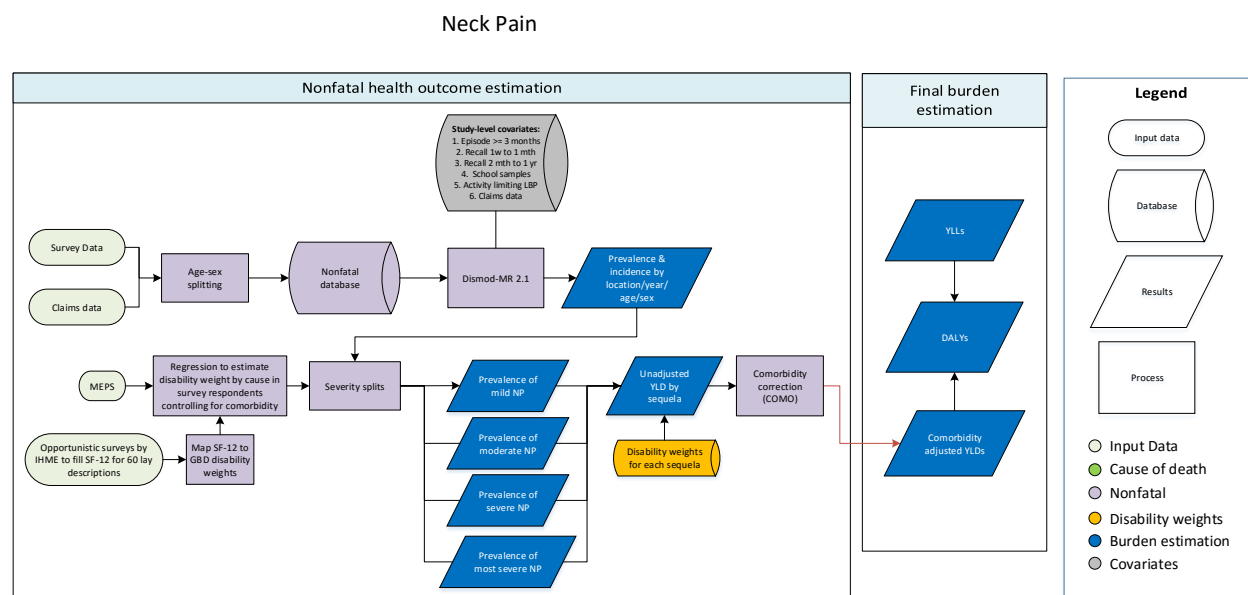 Neck Pain
Nonfatal health outcome estimation
Study-level covariates:
1. Episode >= 3 months
2. Recall 1w to 1 mth
3. Recall 2 mth to 1 yr
4. School samples
5. Activity limiting LBP
6. Claims data
Survey Data
Claims data
Age-sex
splitting
Nonfatal
database
Dismod-MR 2.1
Prevalence &
incidence by
location/year/
age/sex
MEPS
Regression to estimate
disability weight by cause in
survey respondents
controlling for comorbidity
Severity splits
Opportunistic surveys by
IHME to fill SF-12 for 60 lay
descriptions
Map SF-12 to
GBD disability
weights
Prevalence of
mild NP
Prevalence of
moderate NP
Prevalence of
severe NP
Prevalence of
most severe NP
Unadjusted
YLD by
sequela
Disability weights
for each sequela
Comorbidity
correction
(COMO)
Final burden
estimation
YLLs
DALYs
Comorbidity
adjusted YLDs
Legend
Input data
Database
Results
Process
Input Data
Cause of death
Nonfatal
Disability weights
Burden estimation
Covariates